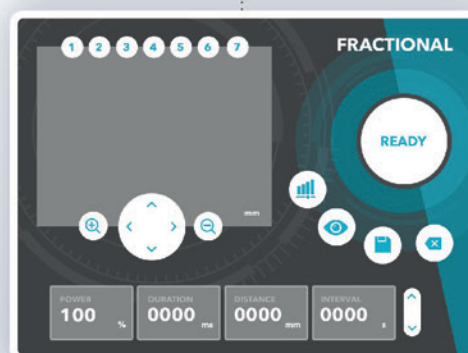 1 2 3 4 5 6 7
FRACTIONAL
READY
mm
POWER
100 %
DURATION
0000 ms
DISTANCE
0000 mm
INTERVAL
0000 s